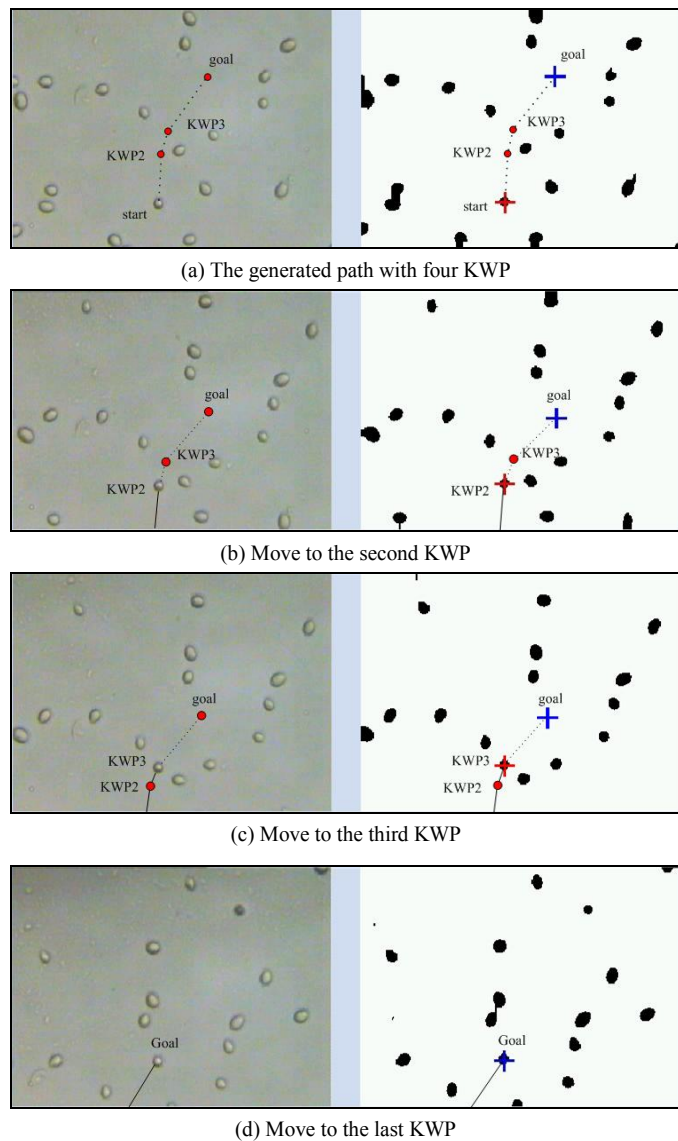 goal
goal
KWP3
KWP3
KWP2
KWP2
start
start
(a) The generated path with four KWP
goal
goal
KWP3
KWP3
KWP2
KWP2
(b) Move to the second KWP
goal
goal
KWP3
KWP3
KWP2
KWP2
(c) Move to the third KWP
Goal
Goal
(d) Move to the last KWP